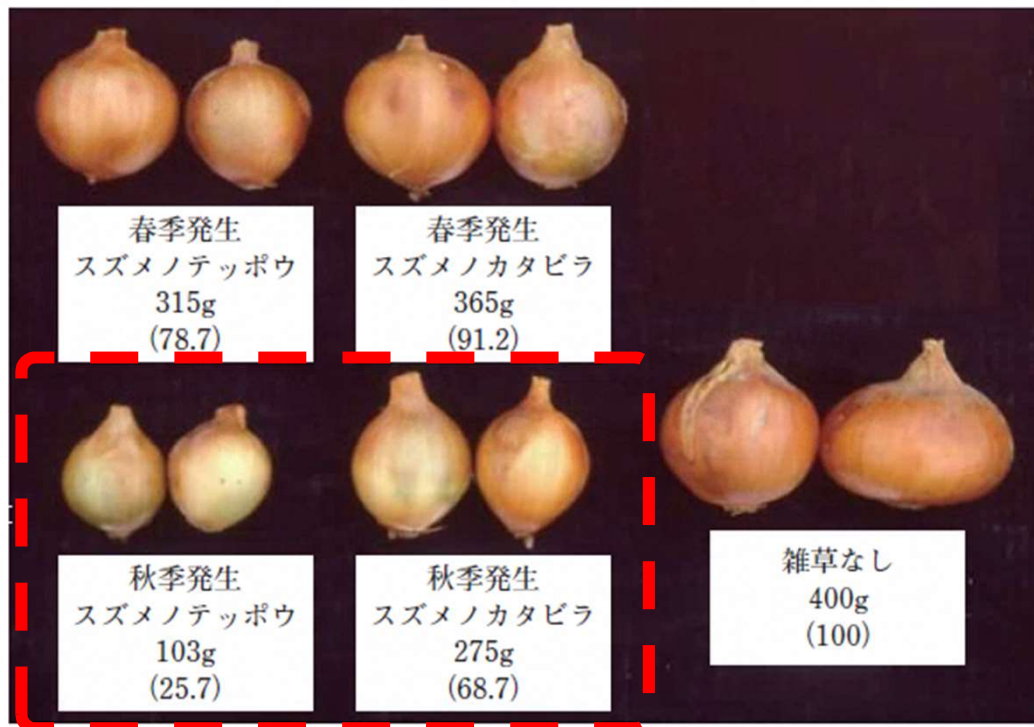 春季発生
スズメノテッポウ
315g
(78.7)
春季発生
スズメノカタビラ
365g
(91.2)
秋季発生
スズメノテッポウ
103g
(25.7)
秋季発生
スズメノカタビラ
275g
(68.7)
雑草なし
400g
(100)